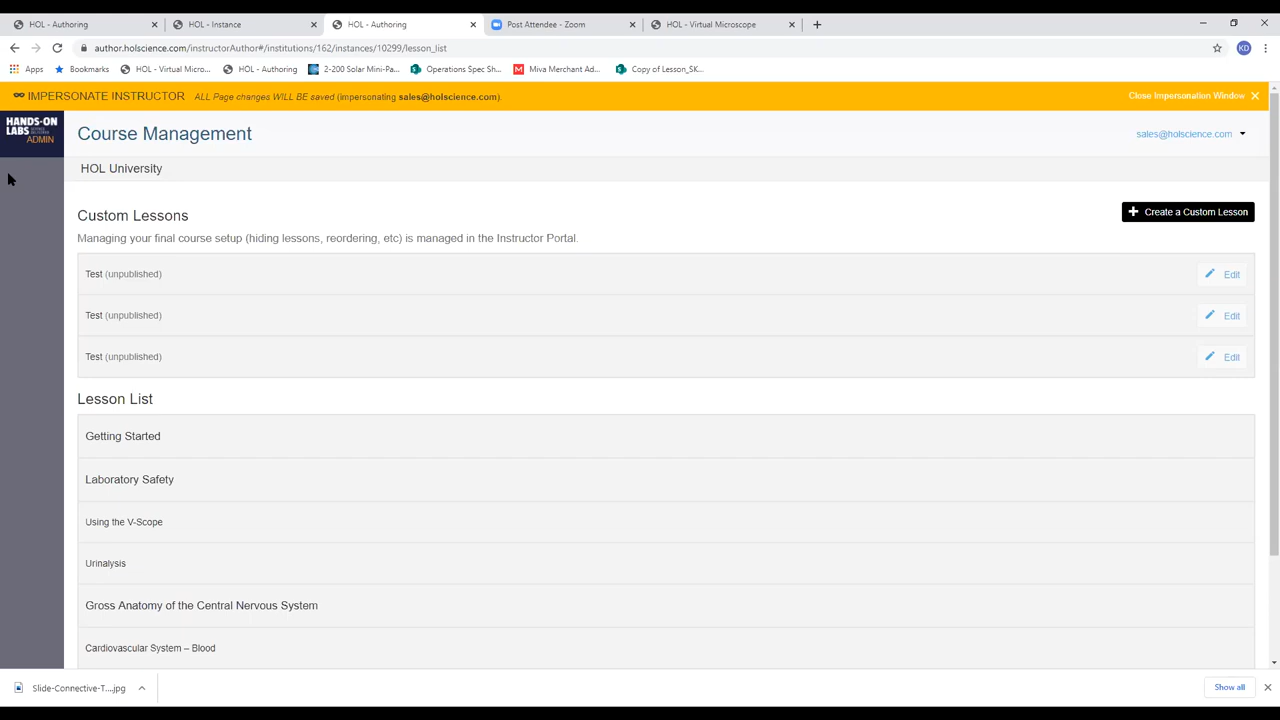 HOL - Authoring
HOL - Instance
HOL - Authoring
Post Attendee - Zoom
HOL - Virtual Microscope
author.holscience.com/instructorAuthor#/institutions/162/instances/10299/lesson_list
KD
Apps
Bookmarks
HOL - Virtual Micro...
HOL - Authoring
2-200 Solar Mini-Pa...
Operations Spec Sh...
Miva Merchant Ad...
Copy of Lesson_SK...
IMPERSONATE INSTRUCTOR ALL Page changes WILL BE saved (impersonating sales@holscience.com).
Close Impersonation Window
HANDS-ON
LABS
ADMIN
Course Management
sales@holscience.com
HOL University
Custom Lessons
Create a Custom Lesson
Managing your final course setup (hiding lessons, reordering, etc) is managed in the Instructor Portal.
Test (unpublished)
Edit
Test (unpublished)
Edit
Test (unpublished)
Edit
Lesson List
Getting Started
Laboratory Safety
Using the V-Scope
Urinalysis
Gross Anatomy of the Central Nervous System
Cardiovascular System – Blood
Slide-Connective-T....jpg
Show all